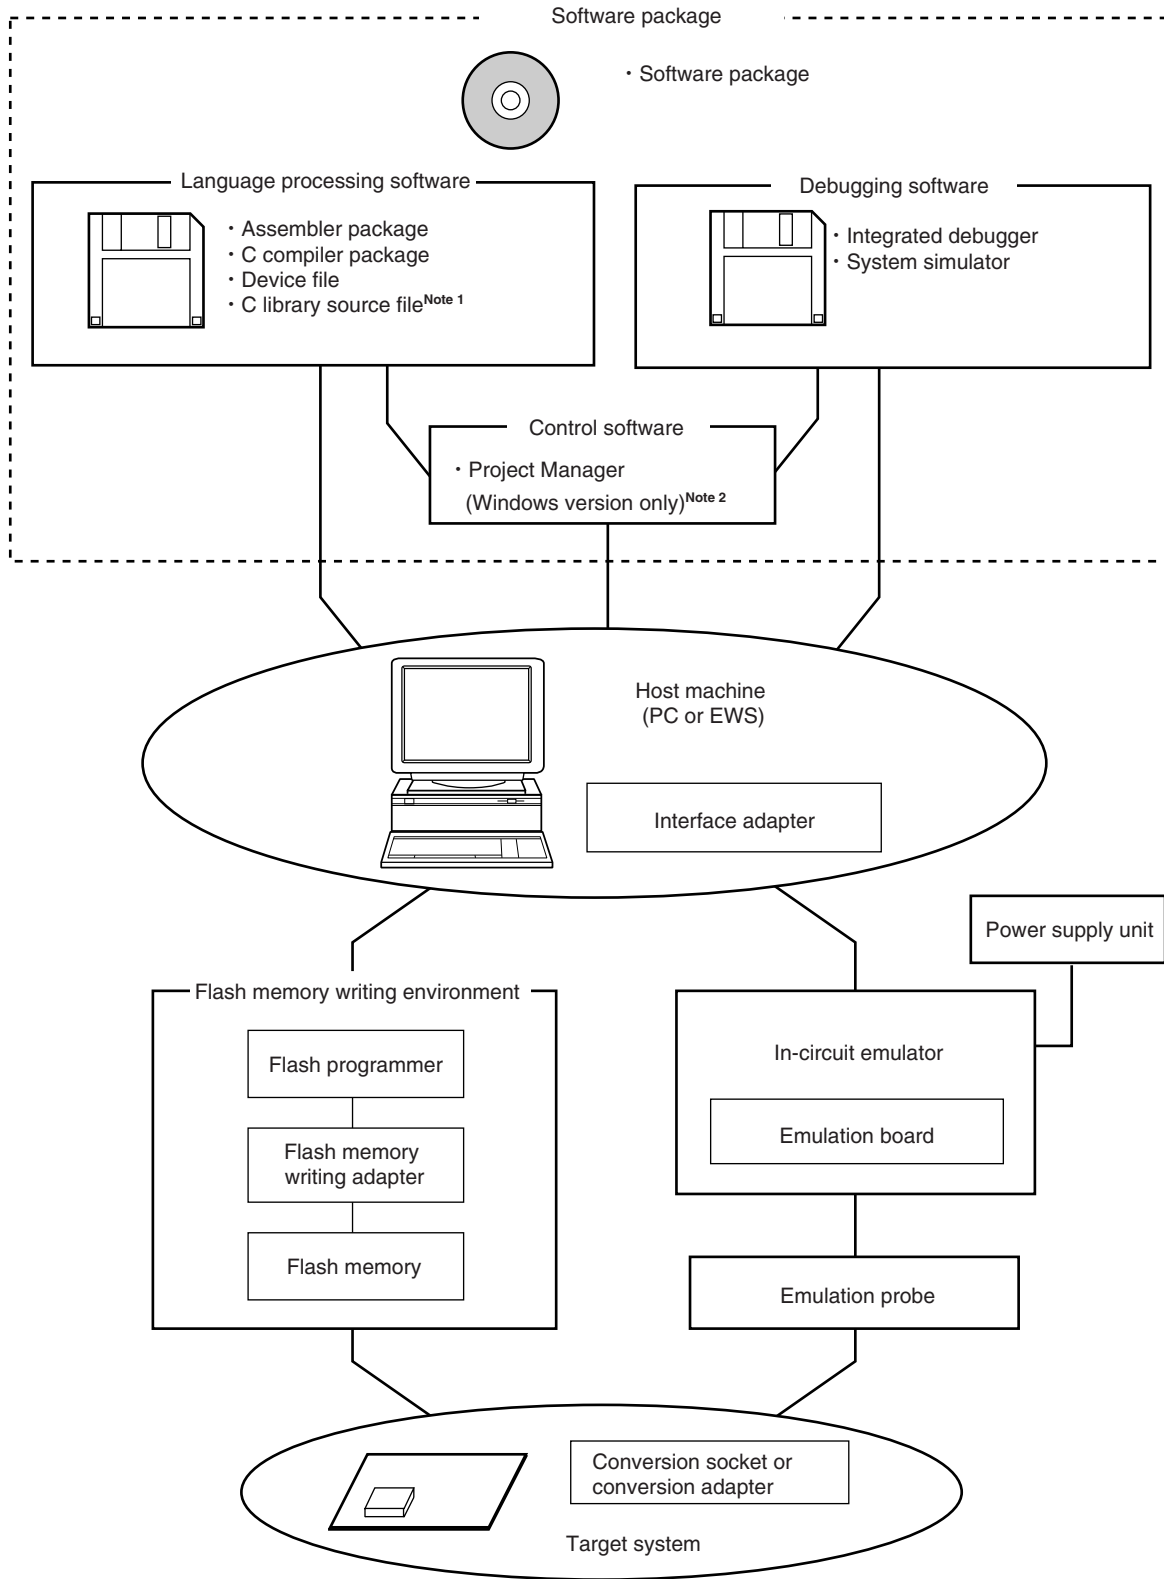 Software package
・ Software package
Language processing software
・ Assembler package
・ C compiler package
・ Device file
・ C library source fileNote 1
Debugging software
・ Integrated debugger
・ System simulator
Control software
・ Project Manager
(Windows version only)Note 2
Host machine
(PC or EWS)
Interface adapter
Power supply unit
Flash memory writing environment
Flash programmer
Flash memory
writing adapter
Flash memory
In-circuit emulator
Emulation board
Emulation probe
Conversion socket or
conversion adapter
Target system